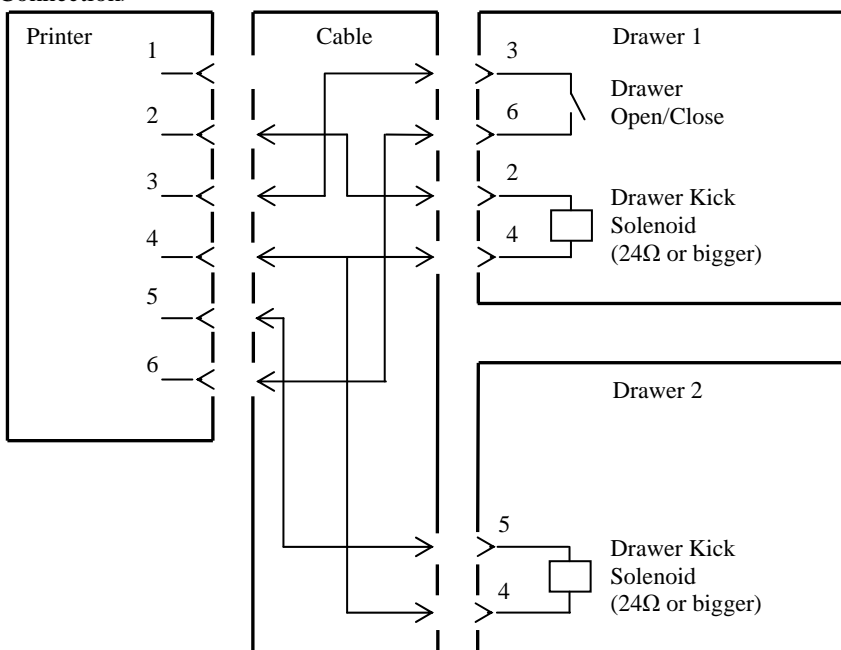 Printer
1
2
3
4
5
6
Cable
Drawer 1
3
Drawer
Open/Close
6
2
Drawer Kick
Solenoid
(24Ω or bigger)
4
Drawer 2
5
Drawer Kick
Solenoid
(24Ω or bigger)
4